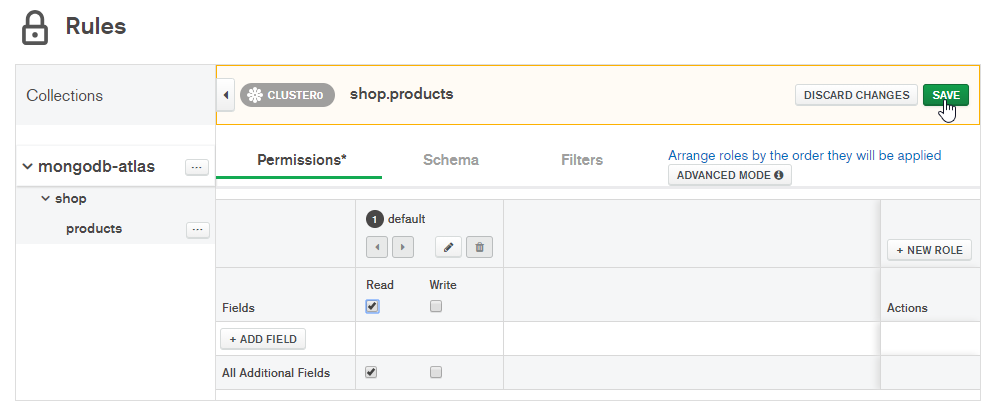 Rules
Collections
CLUSTER0
shop.products
DISCARD CHANGES
SAVE
mongodb-atlas
...
shop
products
...
Permissions*
Schema
Filters
Arrange roles by the order they will be applied
ADVANCED MODE
1 default
+ NEW ROLE
Read
Write
Fields
Actions
+ ADD FIELD
All Additional Fields